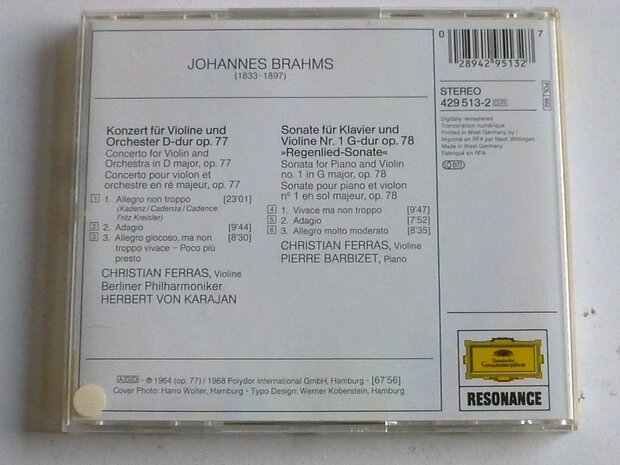 JOHANNES BRAHMS
(1833-1897)
Konzert für Violine und
Orchester D-dur op. 77
Concerto for Violin and
Orchestra in D major, op. 77
Concerto pour violon et
orchestre en ré majeur, op. 77
1 1. Allegro non troppo [23'01]
(Kadenz/Cadenza/Cadence:
Fritz Kreisler)
2 2. Adagio [9'44]
3 3. Allegro giocoso, ma non [8'30]
troppo vivace – Poco più
presto
CHRISTIAN FERRAS, Violine
Berliner Philharmoniker
HERBERT VON KARAJAN
Sonate für Klavier und
Violine Nr. 1 G-dur op. 78
»Regenlied-Sonate«
Sonata for Piano and Violin
no. 1 in G major, op. 78
Sonate pour piano et violon
n° 1 en sol majeur, op. 78
4 1. Vivace ma non troppo [9'47]
5 2. Adagio [7'52]
6 3. Allegro molto moderato [8'35]
CHRISTIAN FERRAS, Violine
PIERRE BARBIZET, Piano
ADD · ℗ 1964 (op. 77) / 1968 Polydor International GmbH, Hamburg · [67'56]
Cover Photo: Harro Wolter, Hamburg · Typo Design: Werner Koberstein, Hamburg
0 28942 95132 7
STEREO
429 513-2 GR
Digitally remastered
Transcription numérique
Printed in West Germany by /
Imprimé en RFA par Neef, Wittingen
Made in West Germany
Fabriqué en RFA
Deutsche
Grammophon
RESONANCE